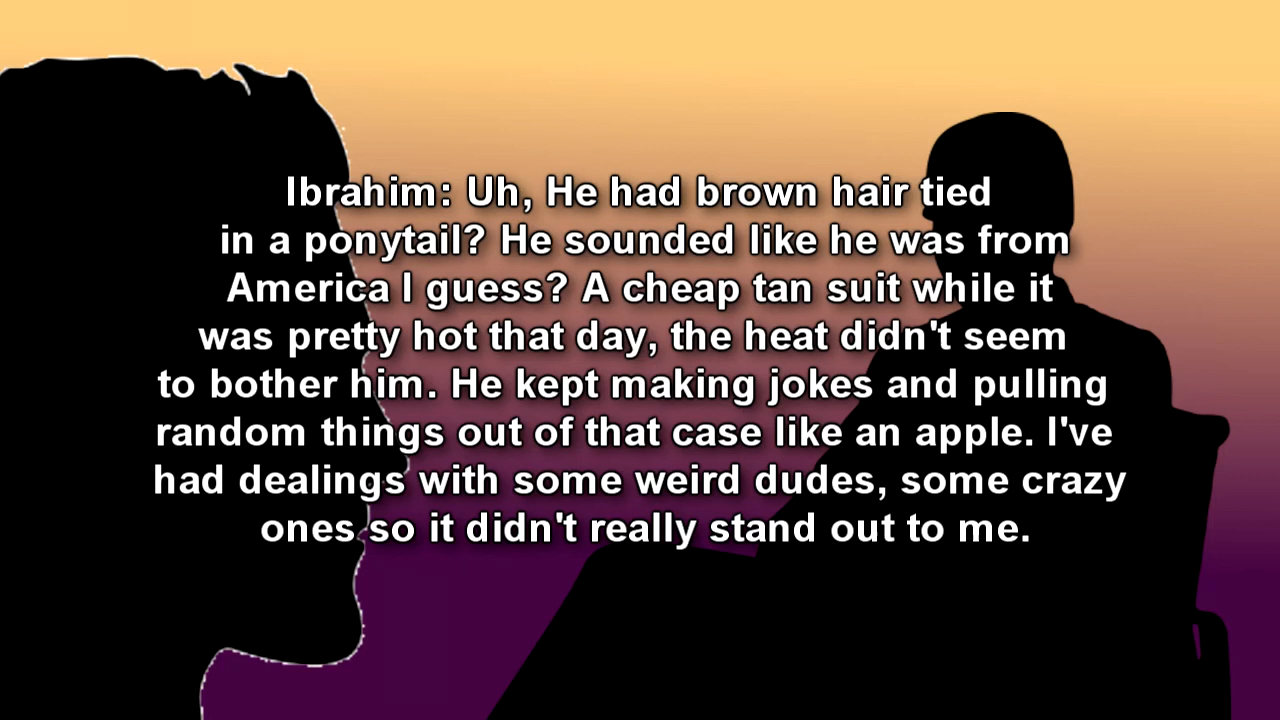 Ibrahim: Uh, He had brown hair tied
in a ponytail? He sounded like he was from
America I guess? A cheap tan suit while it
was pretty hot that day, the heat didn't seem
to bother him. He kept making jokes and pulling
random things out of that case like an apple. I've
had dealings with some weird dudes, some crazy
ones so it didn't really stand out to me.